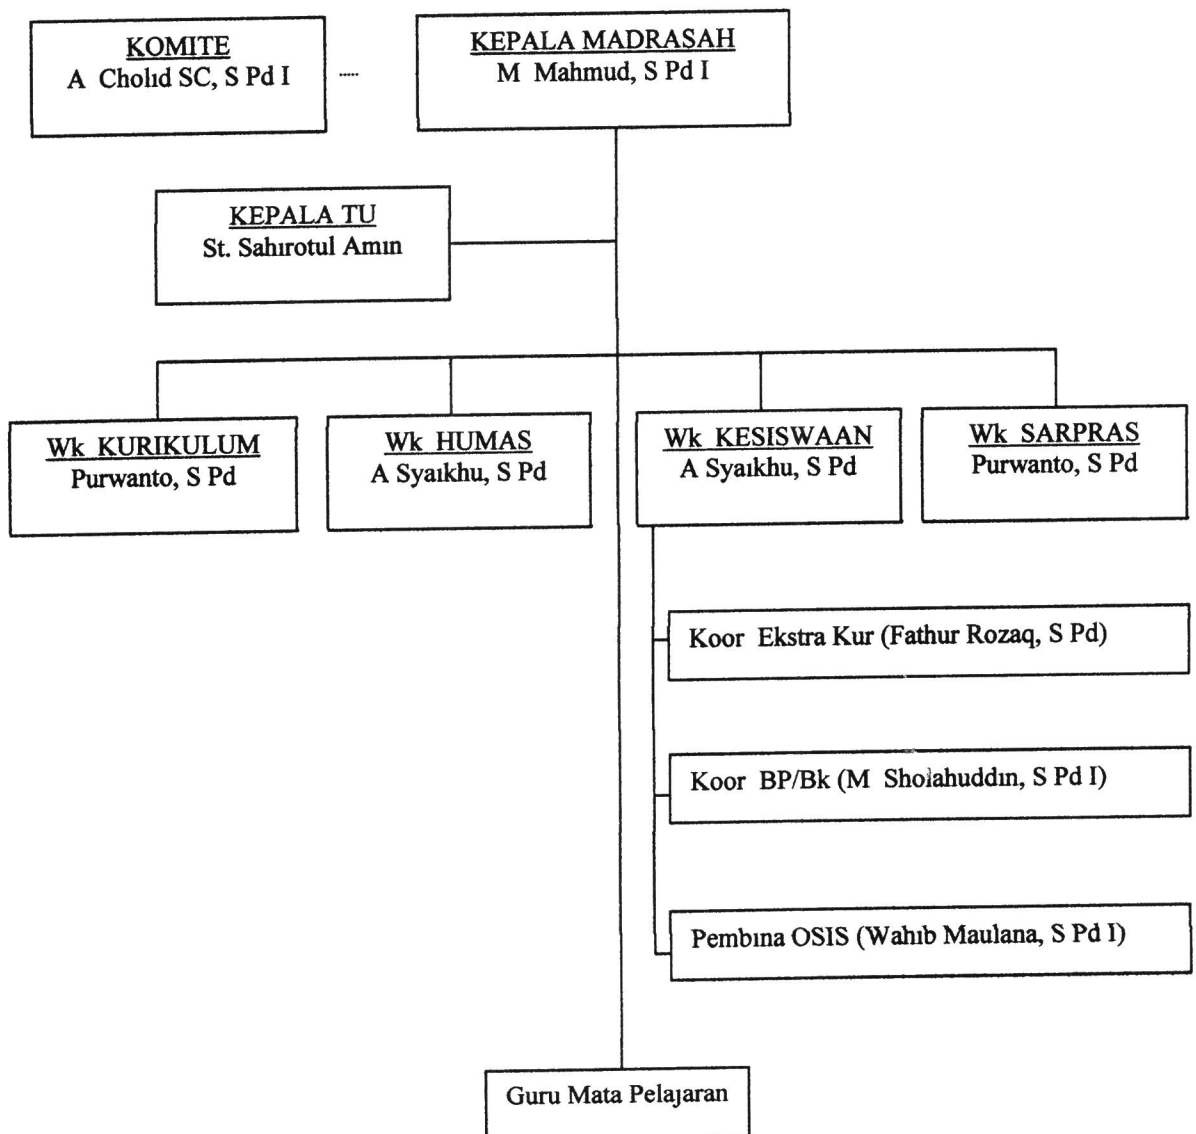 KOMITE
A Cholid SC, S Pd I
.....
KEPALA MADRASAH
M Mahmud, S Pd I
KEPALA TU
St. Sahirotul Amin
Wk KURIKULUM
Purwanto, S Pd
Wk HUMAS
A Syaikhu, S Pd
Wk KESISWAAN
A Syaikhu, S Pd
Wk SARPRAS
Purwanto, S Pd
Koor Ekstra Kur (Fathur Rozaq, S Pd)
Koor BP/Bk (M Sholahuddin, S Pd I)
Pembina OSIS (Wahib Maulana, S Pd I)
Guru Mata Pelajaran